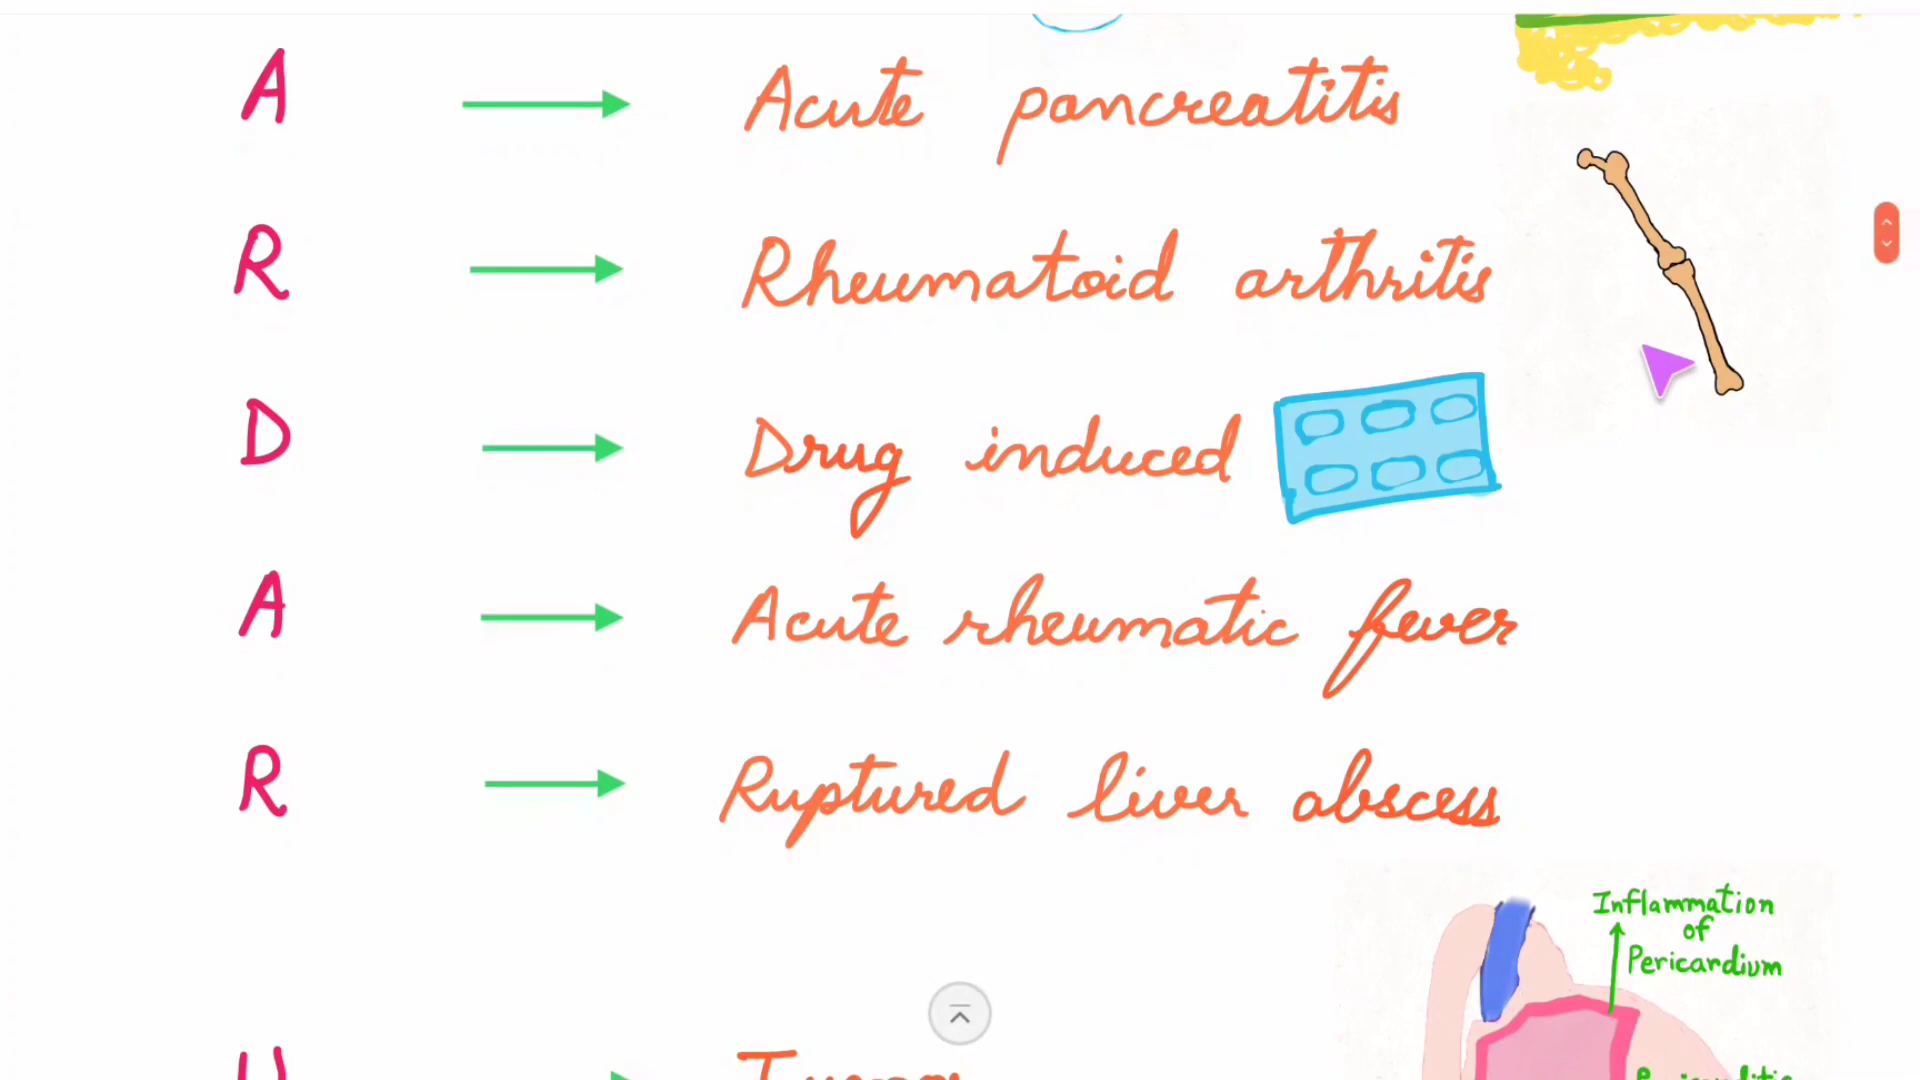 A → Acute pancreatitis
R → Rheumatoid arthritis
D → Drug induced
A → Acute rheumatic fever
R → Ruptured liver abscess
Inflammation
of
Pericardium